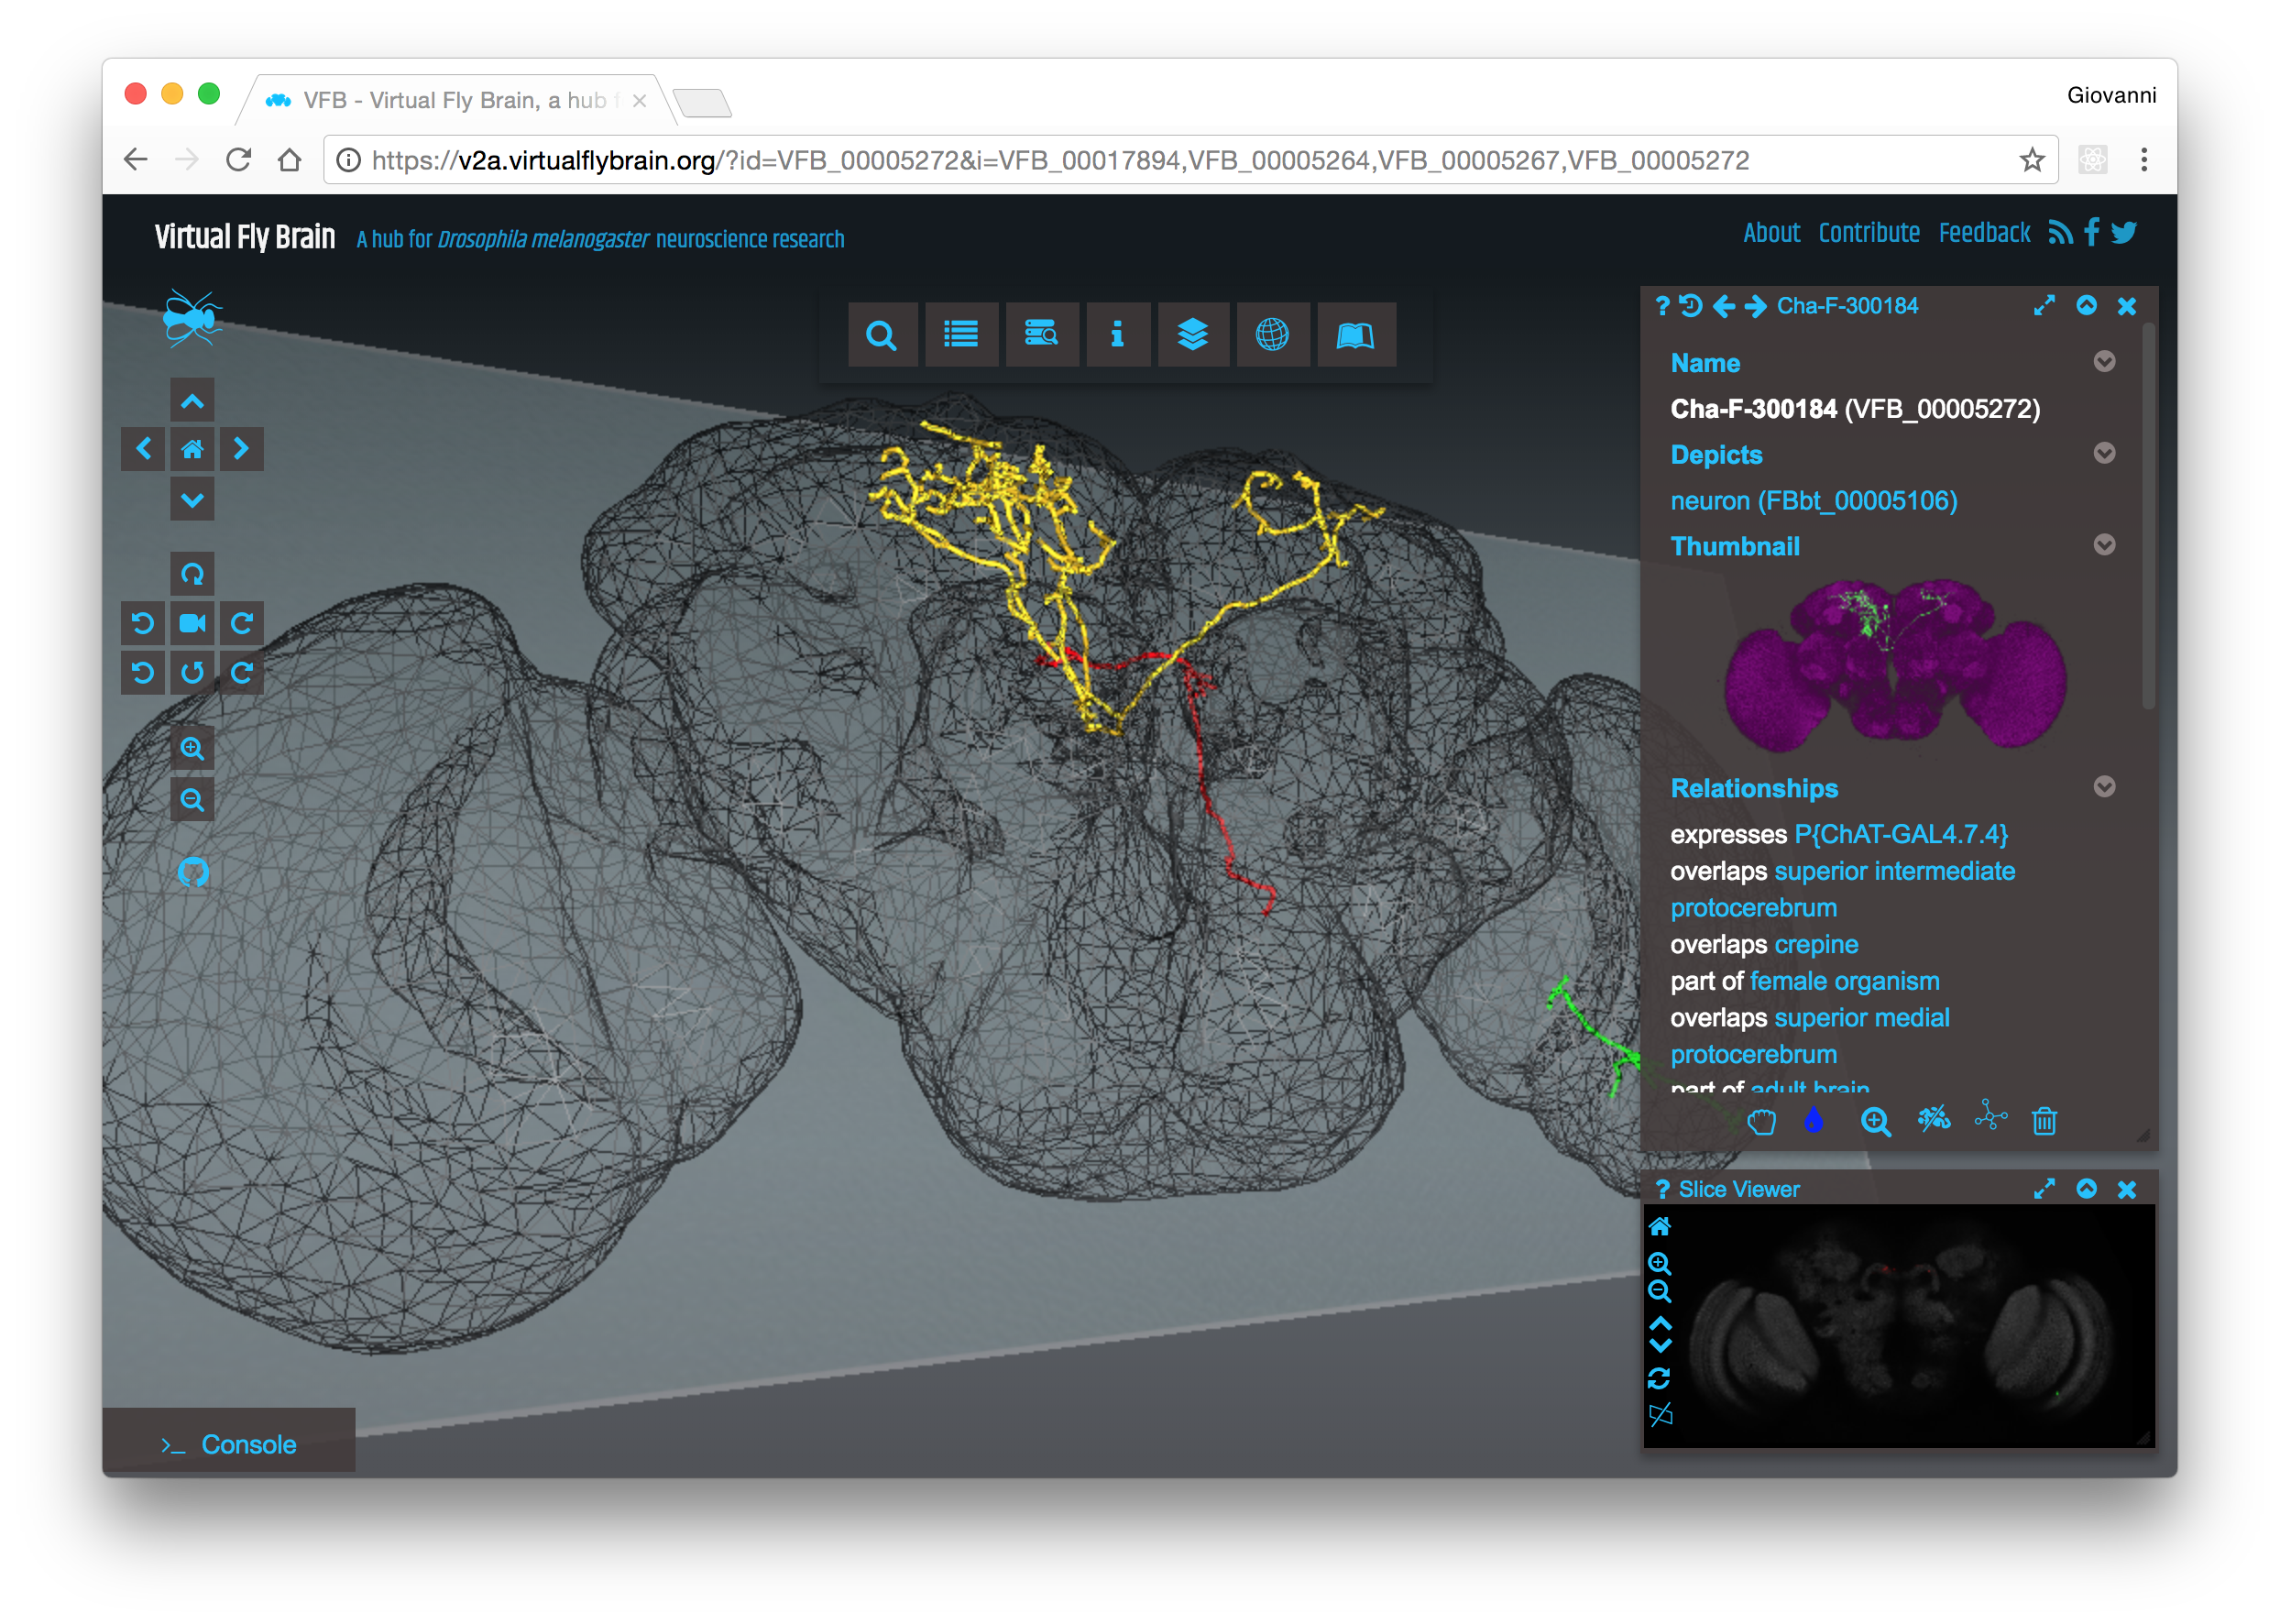 VFB - Virtual Fly Brain, a hub f
Giovanni
https://v2a.virtualflybrain.org/?id=VFB_00005272&i=VFB_00017894,VFB_00005264,VFB_00005267,VFB_00005272
Virtual Fly Brain A hub for Drosophila melanogaster neuroscience research
About Contribute Feedback
? Cha-F-300184
Name
Cha-F-300184 (VFB_00005272)
Depicts
neuron (FBbt_00005106)
Thumbnail
Relationships
expresses P{ChAT-GAL4.7.4}
overlaps superior intermediate
protocerebrum
overlaps crepine
part of female organism
overlaps superior medial
protocerebrum
part of adult brain
? Slice Viewer
>_ Console